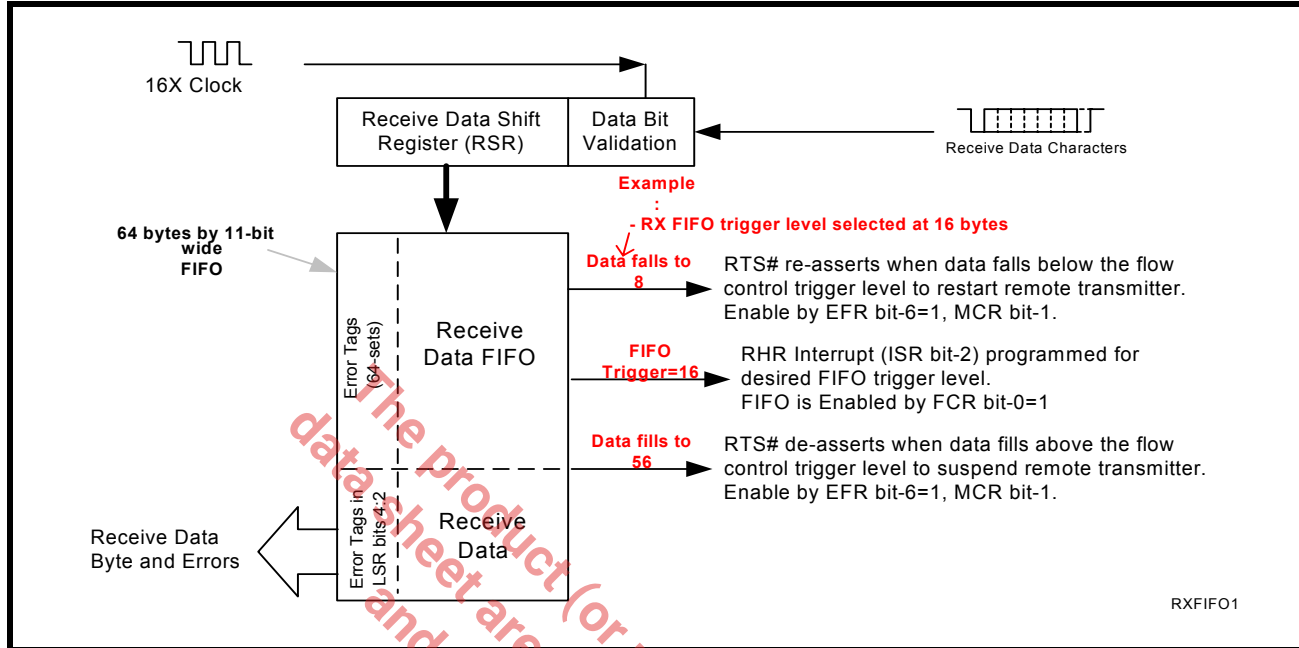 16X Clock
Receive Data Shift
Register (RSR)
Data Bit
Validation
Receive Data Characters
Example
:
- RX FIFO trigger level selected at 16 bytes
64 bytes by 11-bit
wide
FIFO
Data falls to
8
RTS# re-asserts when data falls below the flow
control trigger level to restart remote transmitter.
Enable by EFR bit-6=1, MCR bit-1.
Error Tags
(64-sets)
Receive
Data FIFO
FIFO
Trigger=16
RHR Interrupt (ISR bit-2) programmed for
desired FIFO trigger level.
FIFO is Enabled by FCR bit-0=1
Data fills to
56
RTS# de-asserts when data fills above the flow
control trigger level to suspend remote transmitter.
Enable by EFR bit-6=1, MCR bit-1.
Error Tags in
LSR bits 4:2
Receive
Data
Receive Data
Byte and Errors
RXFIFO1
The product (or
data sheet are
and